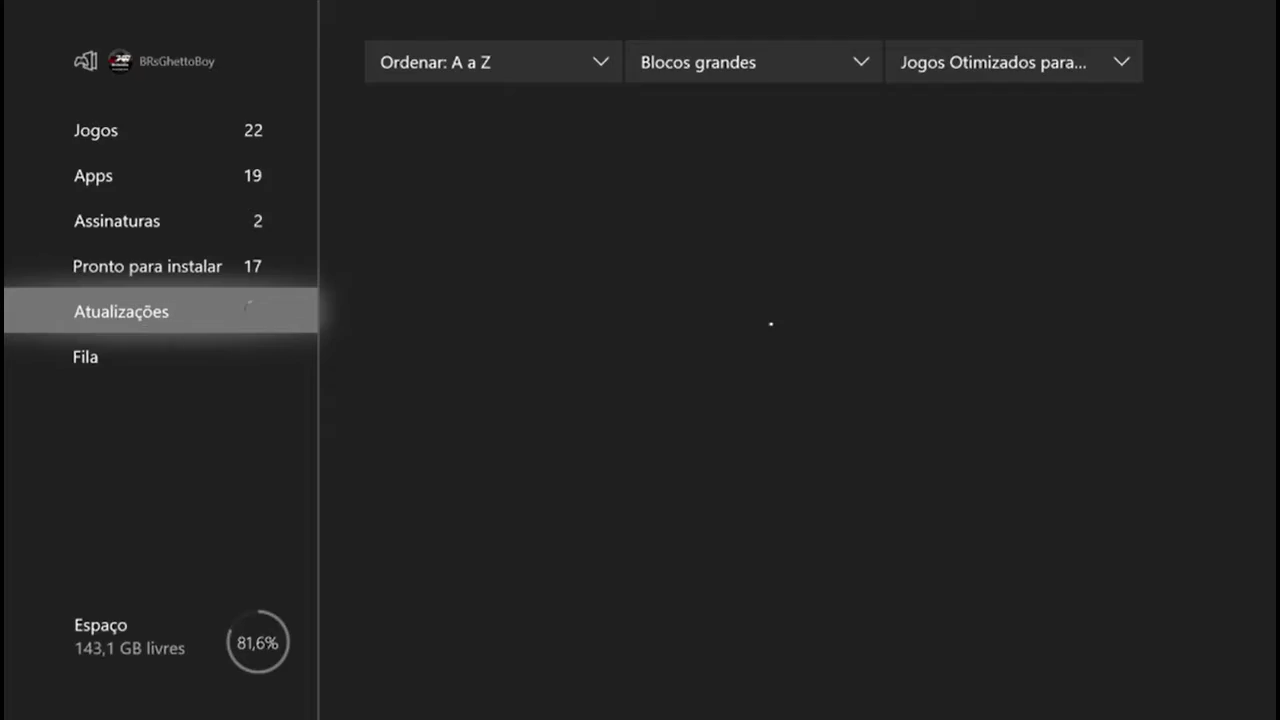 BRsGhettoBoy
Jogos 22
Apps 19
Assinaturas 2
Pronto para instalar 17
Atualizações
Fila
Espaço
143,1 GB livres
81,6%
Ordenar: A a Z
Blocos grandes
Jogos Otimizados para...